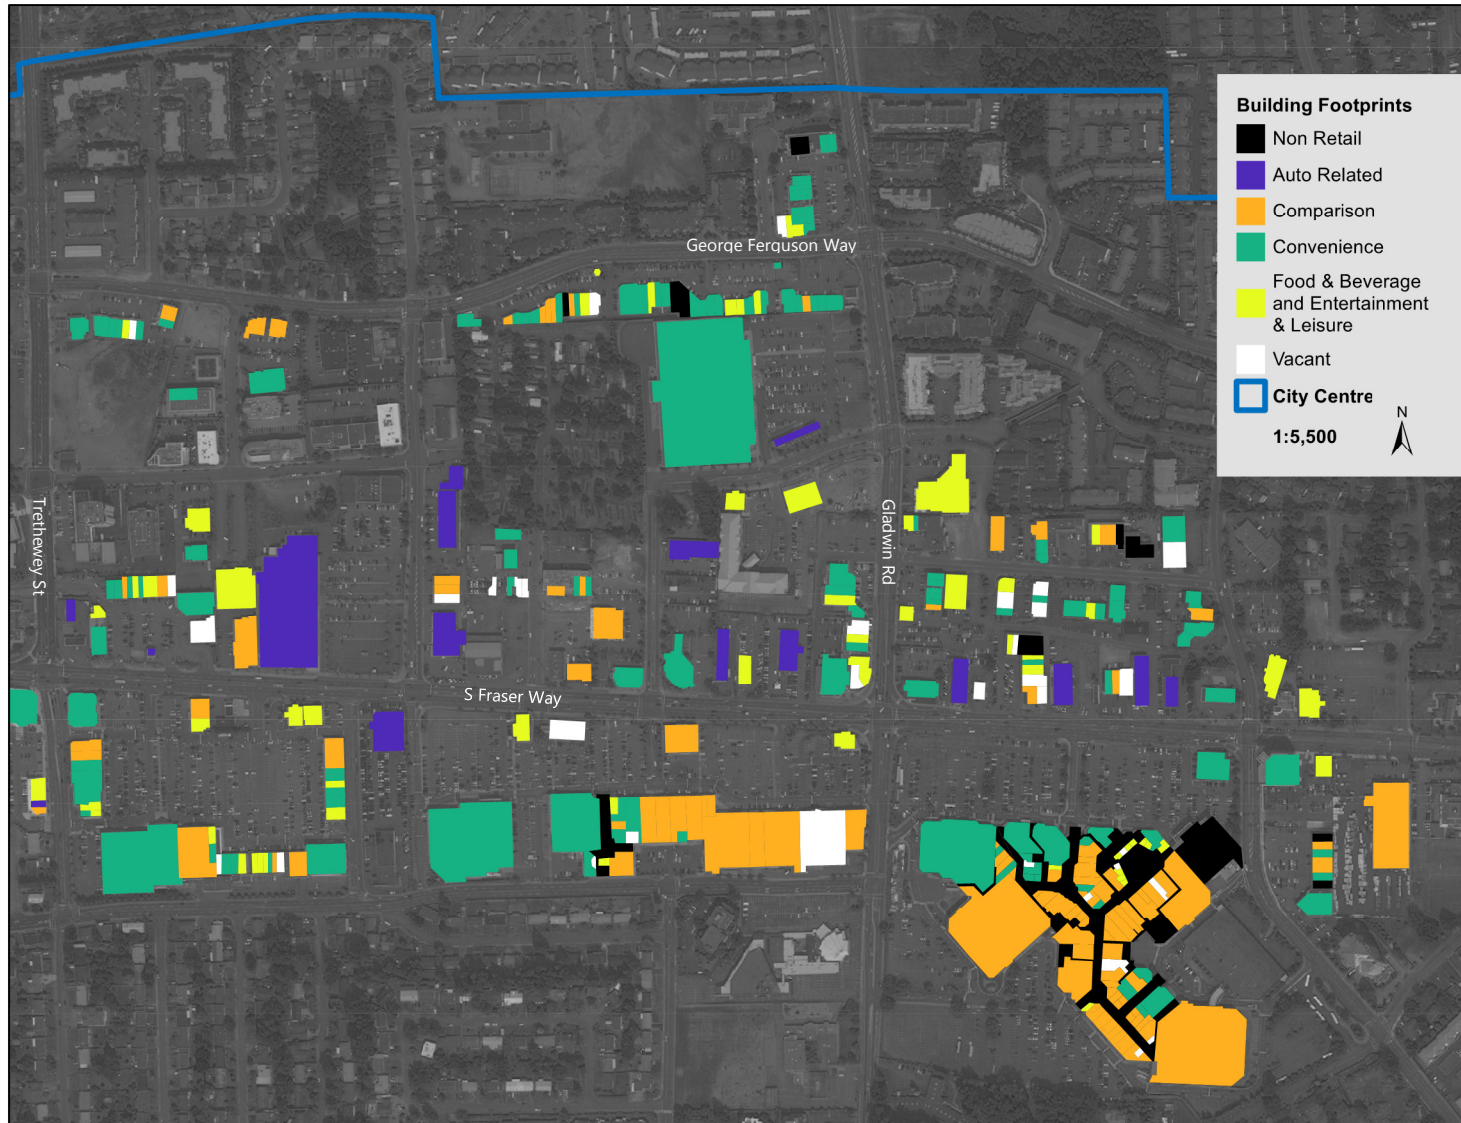 Building Footprints
Non Retail
Auto Related
Comparison
Convenience
Food & Beverage
and Entertainment
& Leisure
Vacant
City Centre
1:5,500
N
George Ferguson Way
Trethewey St
Gladwin Rd
S Fraser Way